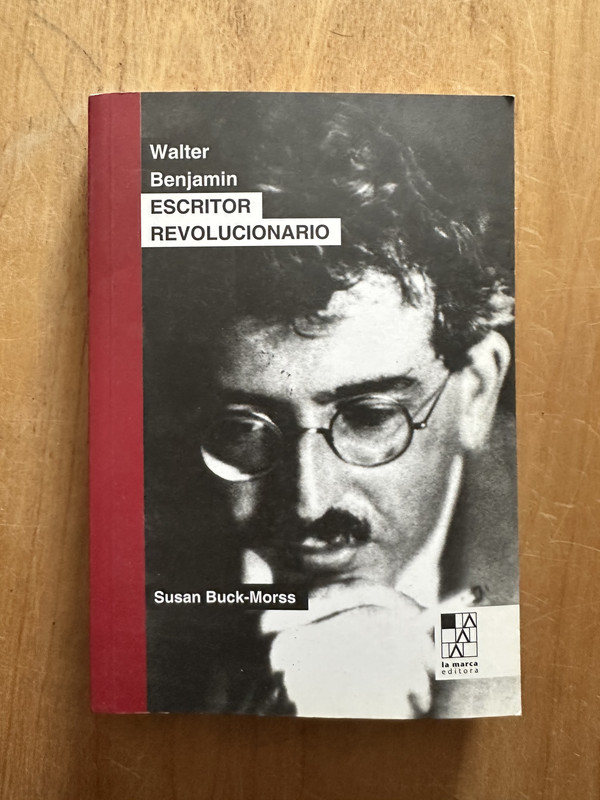 Walter
Benjamin
ESCRITOR
REVOLUCIONARIO
Susan Buck-Morss
la marca
editora